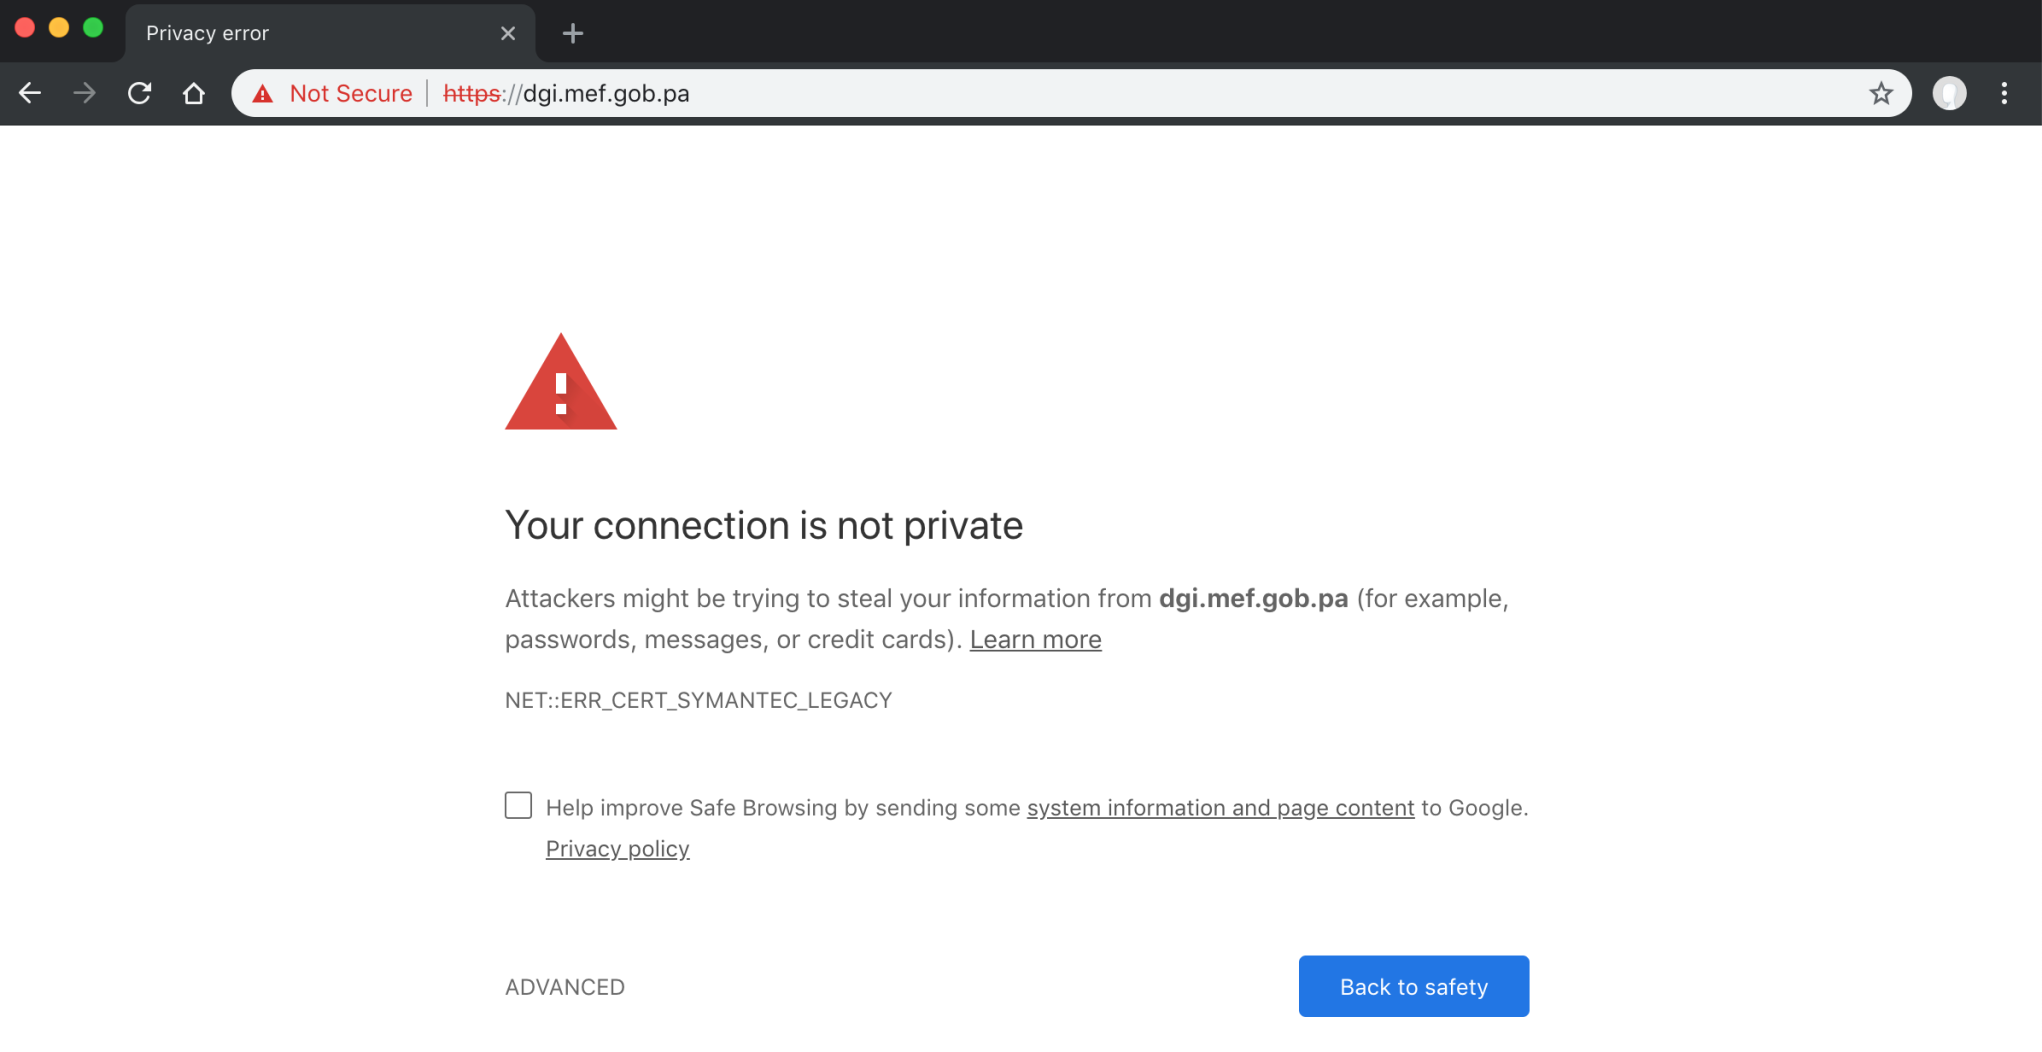 Privacy error
Not Secure | https://dgi.mef.gob.pa
Your connection is not private
Attackers might be trying to steal your information from dgi.mef.gob.pa (for example,
passwords, messages, or credit cards). Learn more
NET::ERR_CERT_SYMANTEC_LEGACY
Help improve Safe Browsing by sending some system information and page content to Google.
Privacy policy
ADVANCED
Back to safety